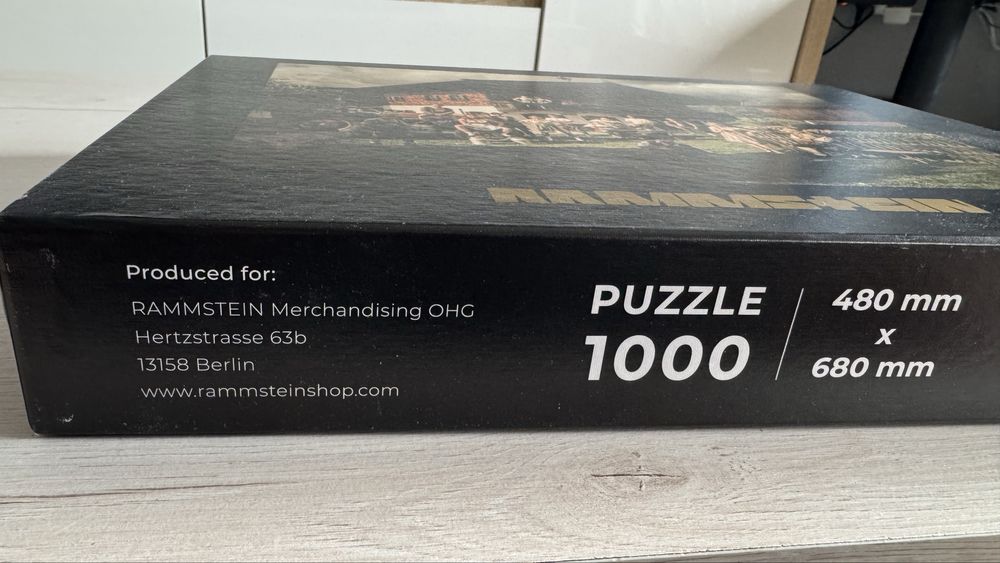 RAMMSTEIN
Produced for:
RAMMSTEIN Merchandising OHG
Hertzstrasse 63b
13158 Berlin
www.rammsteinshop.com
PUZZLE
1000
480 mm
x
680 mm